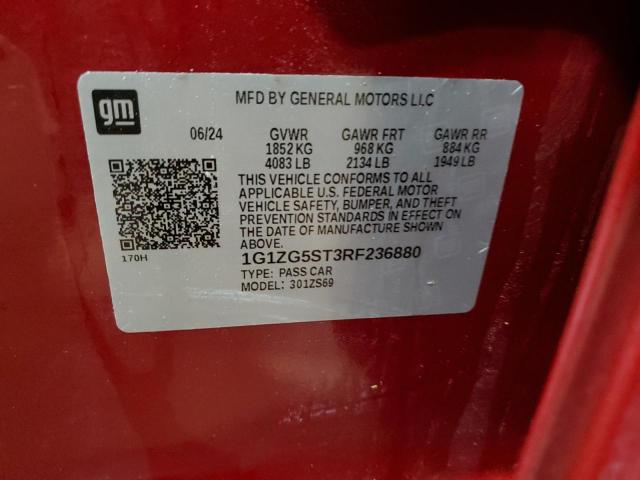 gm
MFD BY GENERAL MOTORS LLC
06/24 GVWR GAWR FRT GAWR RR
1852 KG 968 KG 884 KG
4083 LB 2134 LB 1949 LB
THIS VEHICLE CONFORMS TO ALL
APPLICABLE U.S. FEDERAL MOTOR
VEHICLE SAFETY, BUMPER, AND THEFT
PREVENTION STANDARDS IN EFFECT ON
THE DATE OF MANUFACTURE SHOWN
ABOVE.
170H
1G1ZG5ST3RF236880
TYPE: PASS CAR
MODEL: 301ZS69